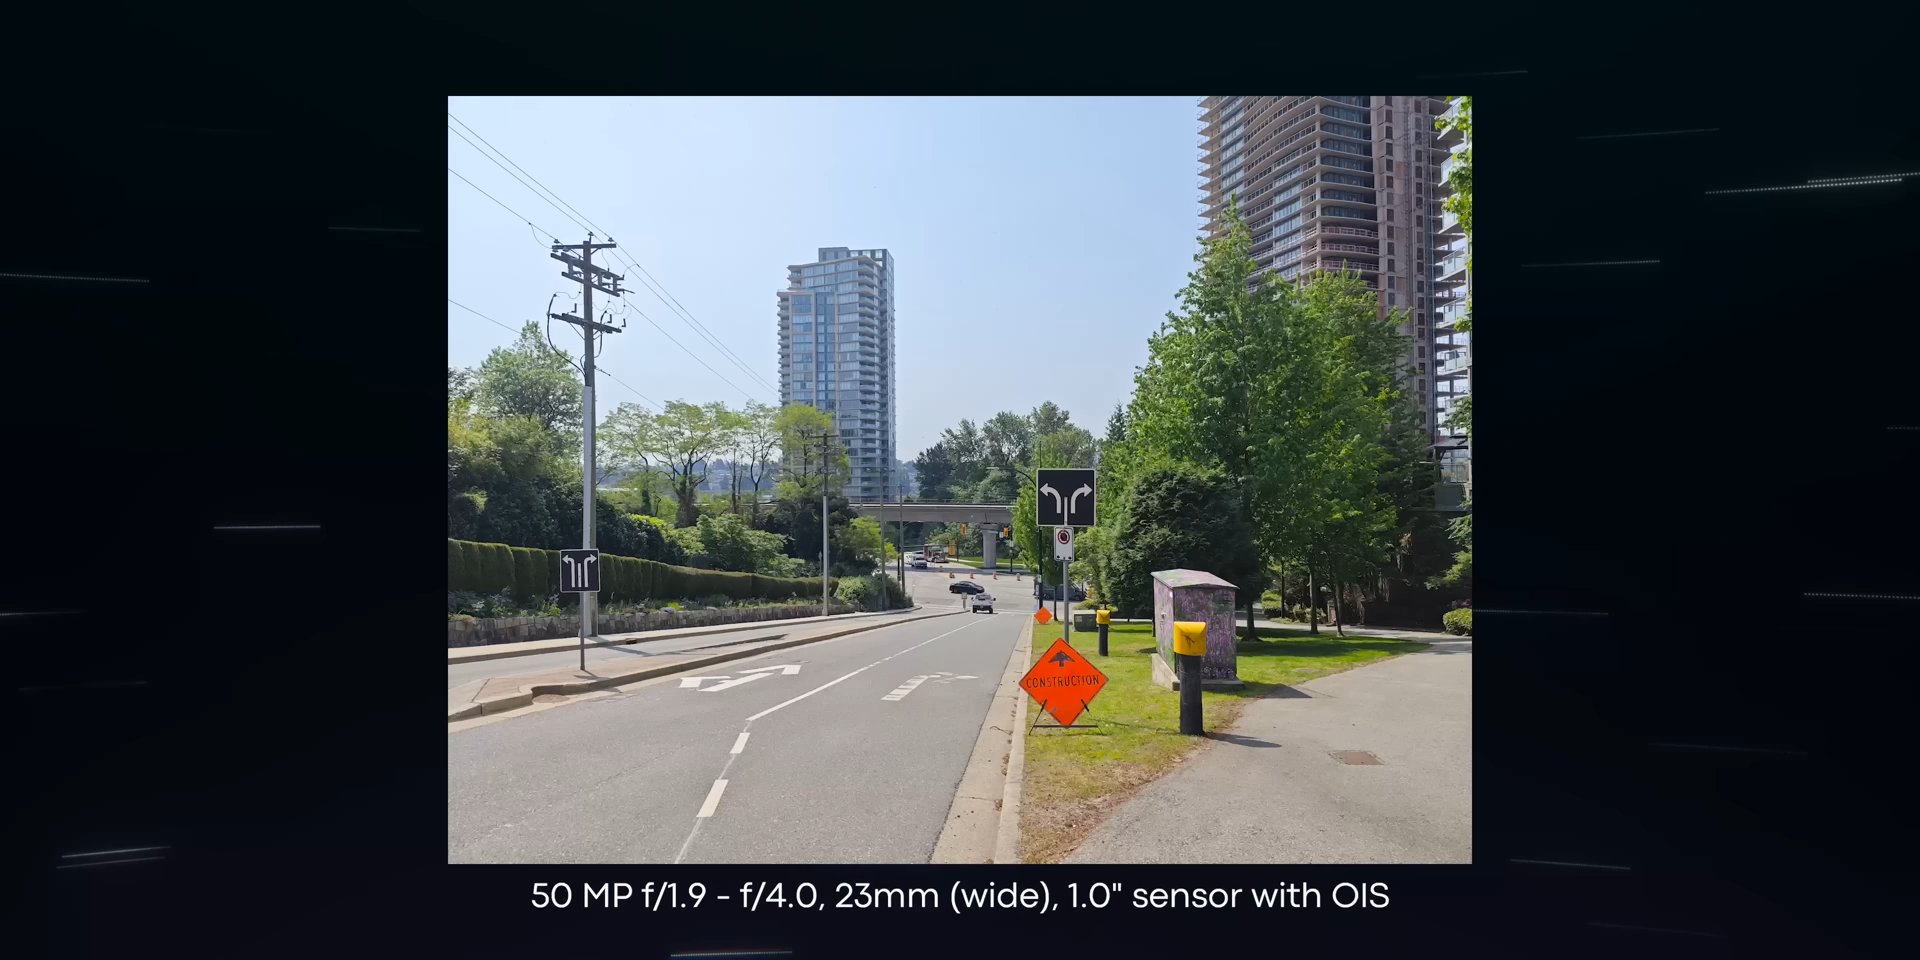 CONSTRUCTION
50 MP f/1.9 - f/4.0, 23mm (wide), 1.0" sensor with OIS